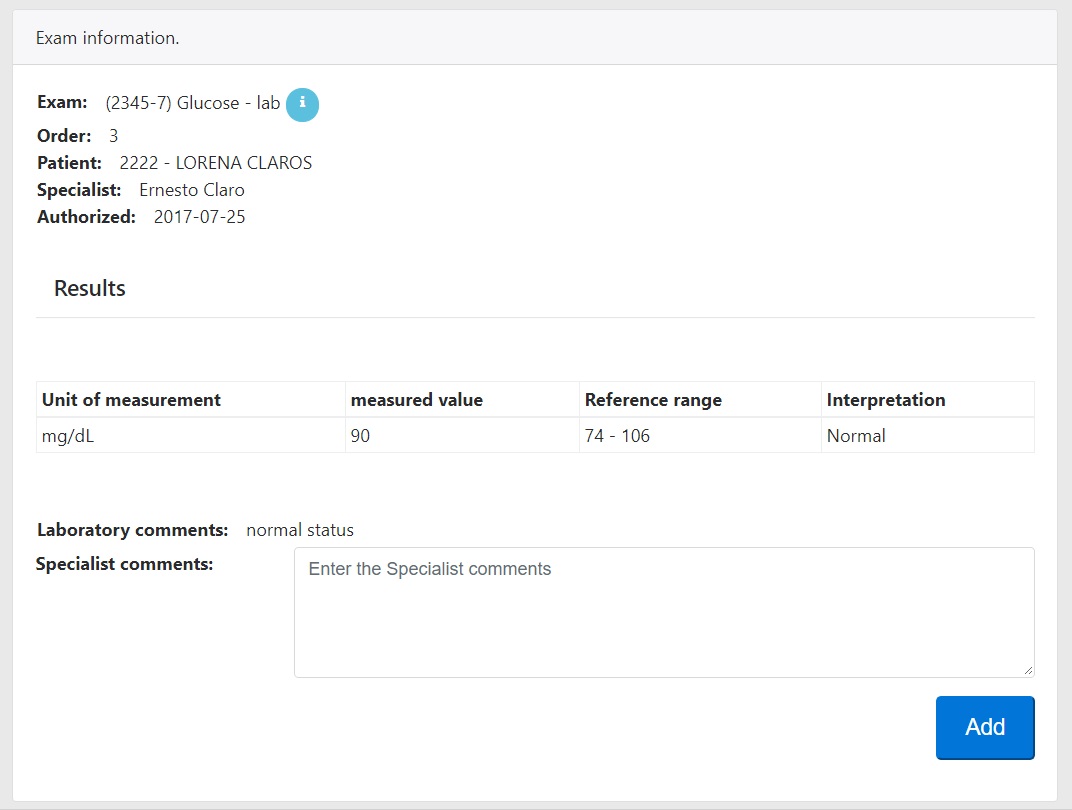 Exam information.
Exam: (2345-7) Glucose - lab i
Order: 3
Patient: 2222 - LORENA CLAROS
Specialist: Ernesto Claro
Authorized: 2017-07-25
Results
Unit of measurement measured value Reference range Interpretation
mg/dL 90 74 - 106 Normal
Laboratory comments: normal status
Specialist comments: Enter the Specialist comments
Add